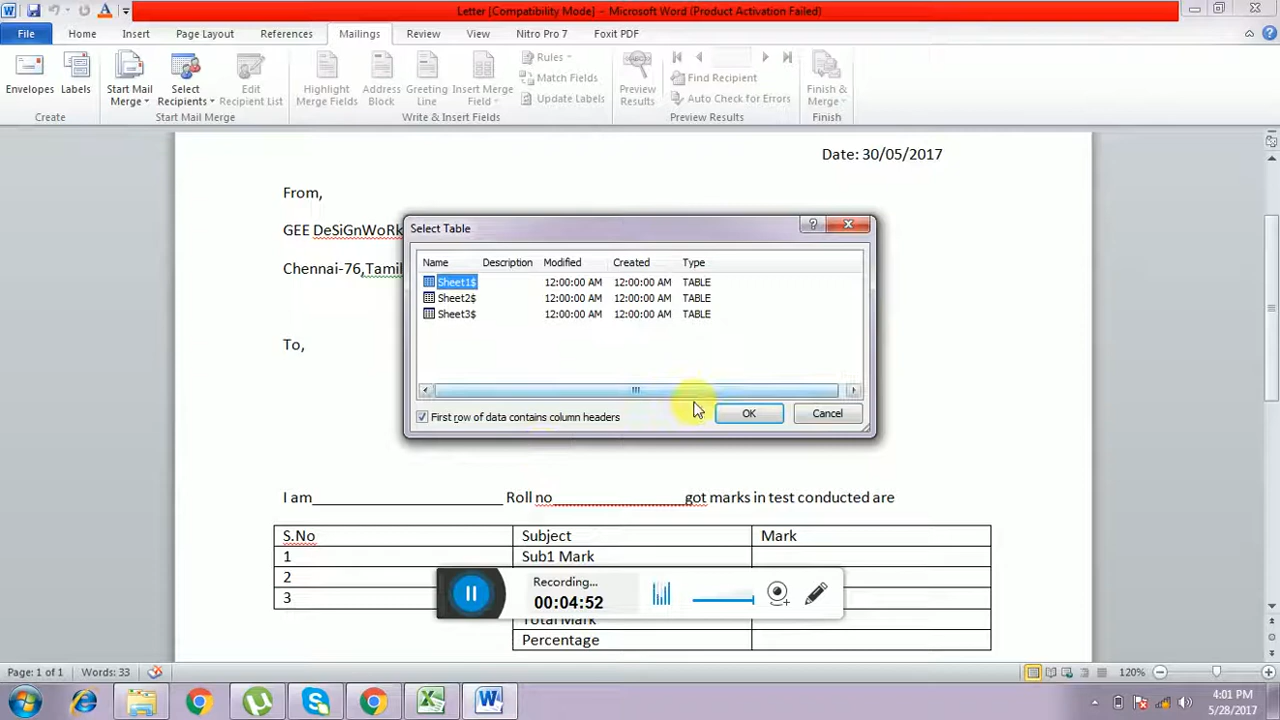 Letter [Compatibility Mode] – Microsoft Word (Product Activation Failed)
File Home Insert Page Layout References Mailings Review View Nitro Pro 7 Foxit PDF
Envelopes
Labels
Create
Start Mail Merge
Select Recipients
Edit Recipient List
Start Mail Merge
Highlight Merge Fields
Address Block
Greeting Line
Insert Merge Field
Rules
Match Fields
Update Labels
Write & Insert Fields
ABC
Preview Results
Find Recipient
Auto Check for Errors
Preview Results
Finish & Merge
Finish
Date: 30/05/2017
From,
GEE DeSiGnWoRk
Chennai-76,Tamil
To,
Select Table
Name Description Modified Created Type
Sheet1$ 12:00:00 AM 12:00:00 AM TABLE
Sheet2$ 12:00:00 AM 12:00:00 AM TABLE
Sheet3$ 12:00:00 AM 12:00:00 AM TABLE
First row of data contains column headers OK Cancel
I am______________________ Roll no_______________got marks in test conducted are
S.No Subject Mark
1 Sub1 Mark
2
3
Total Mark
Percentage
Recording...
00:04:52
Page: 1 of 1 Words: 33 120%
4:01 PM
5/28/2017